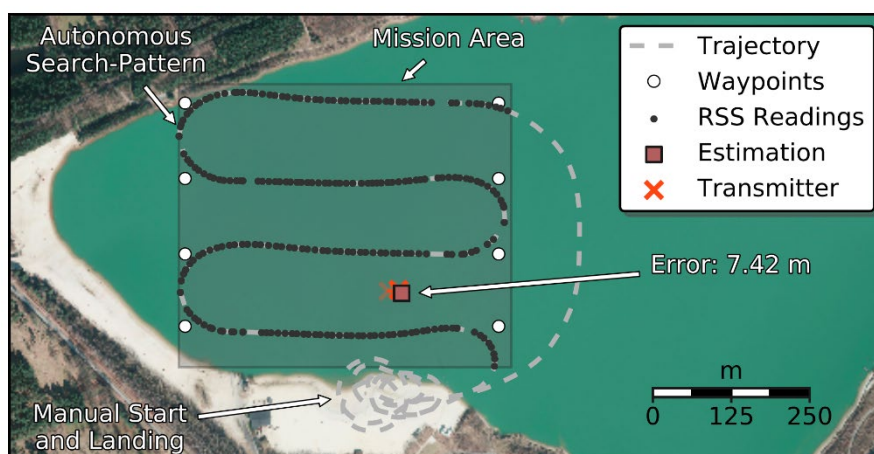 Autonomous
Search-Pattern
Mission Area
Trajectory
Waypoints
RSS Readings
Estimation
Transmitter
Error: 7.42 m
Manual Start
and Landing
m
0 125 250